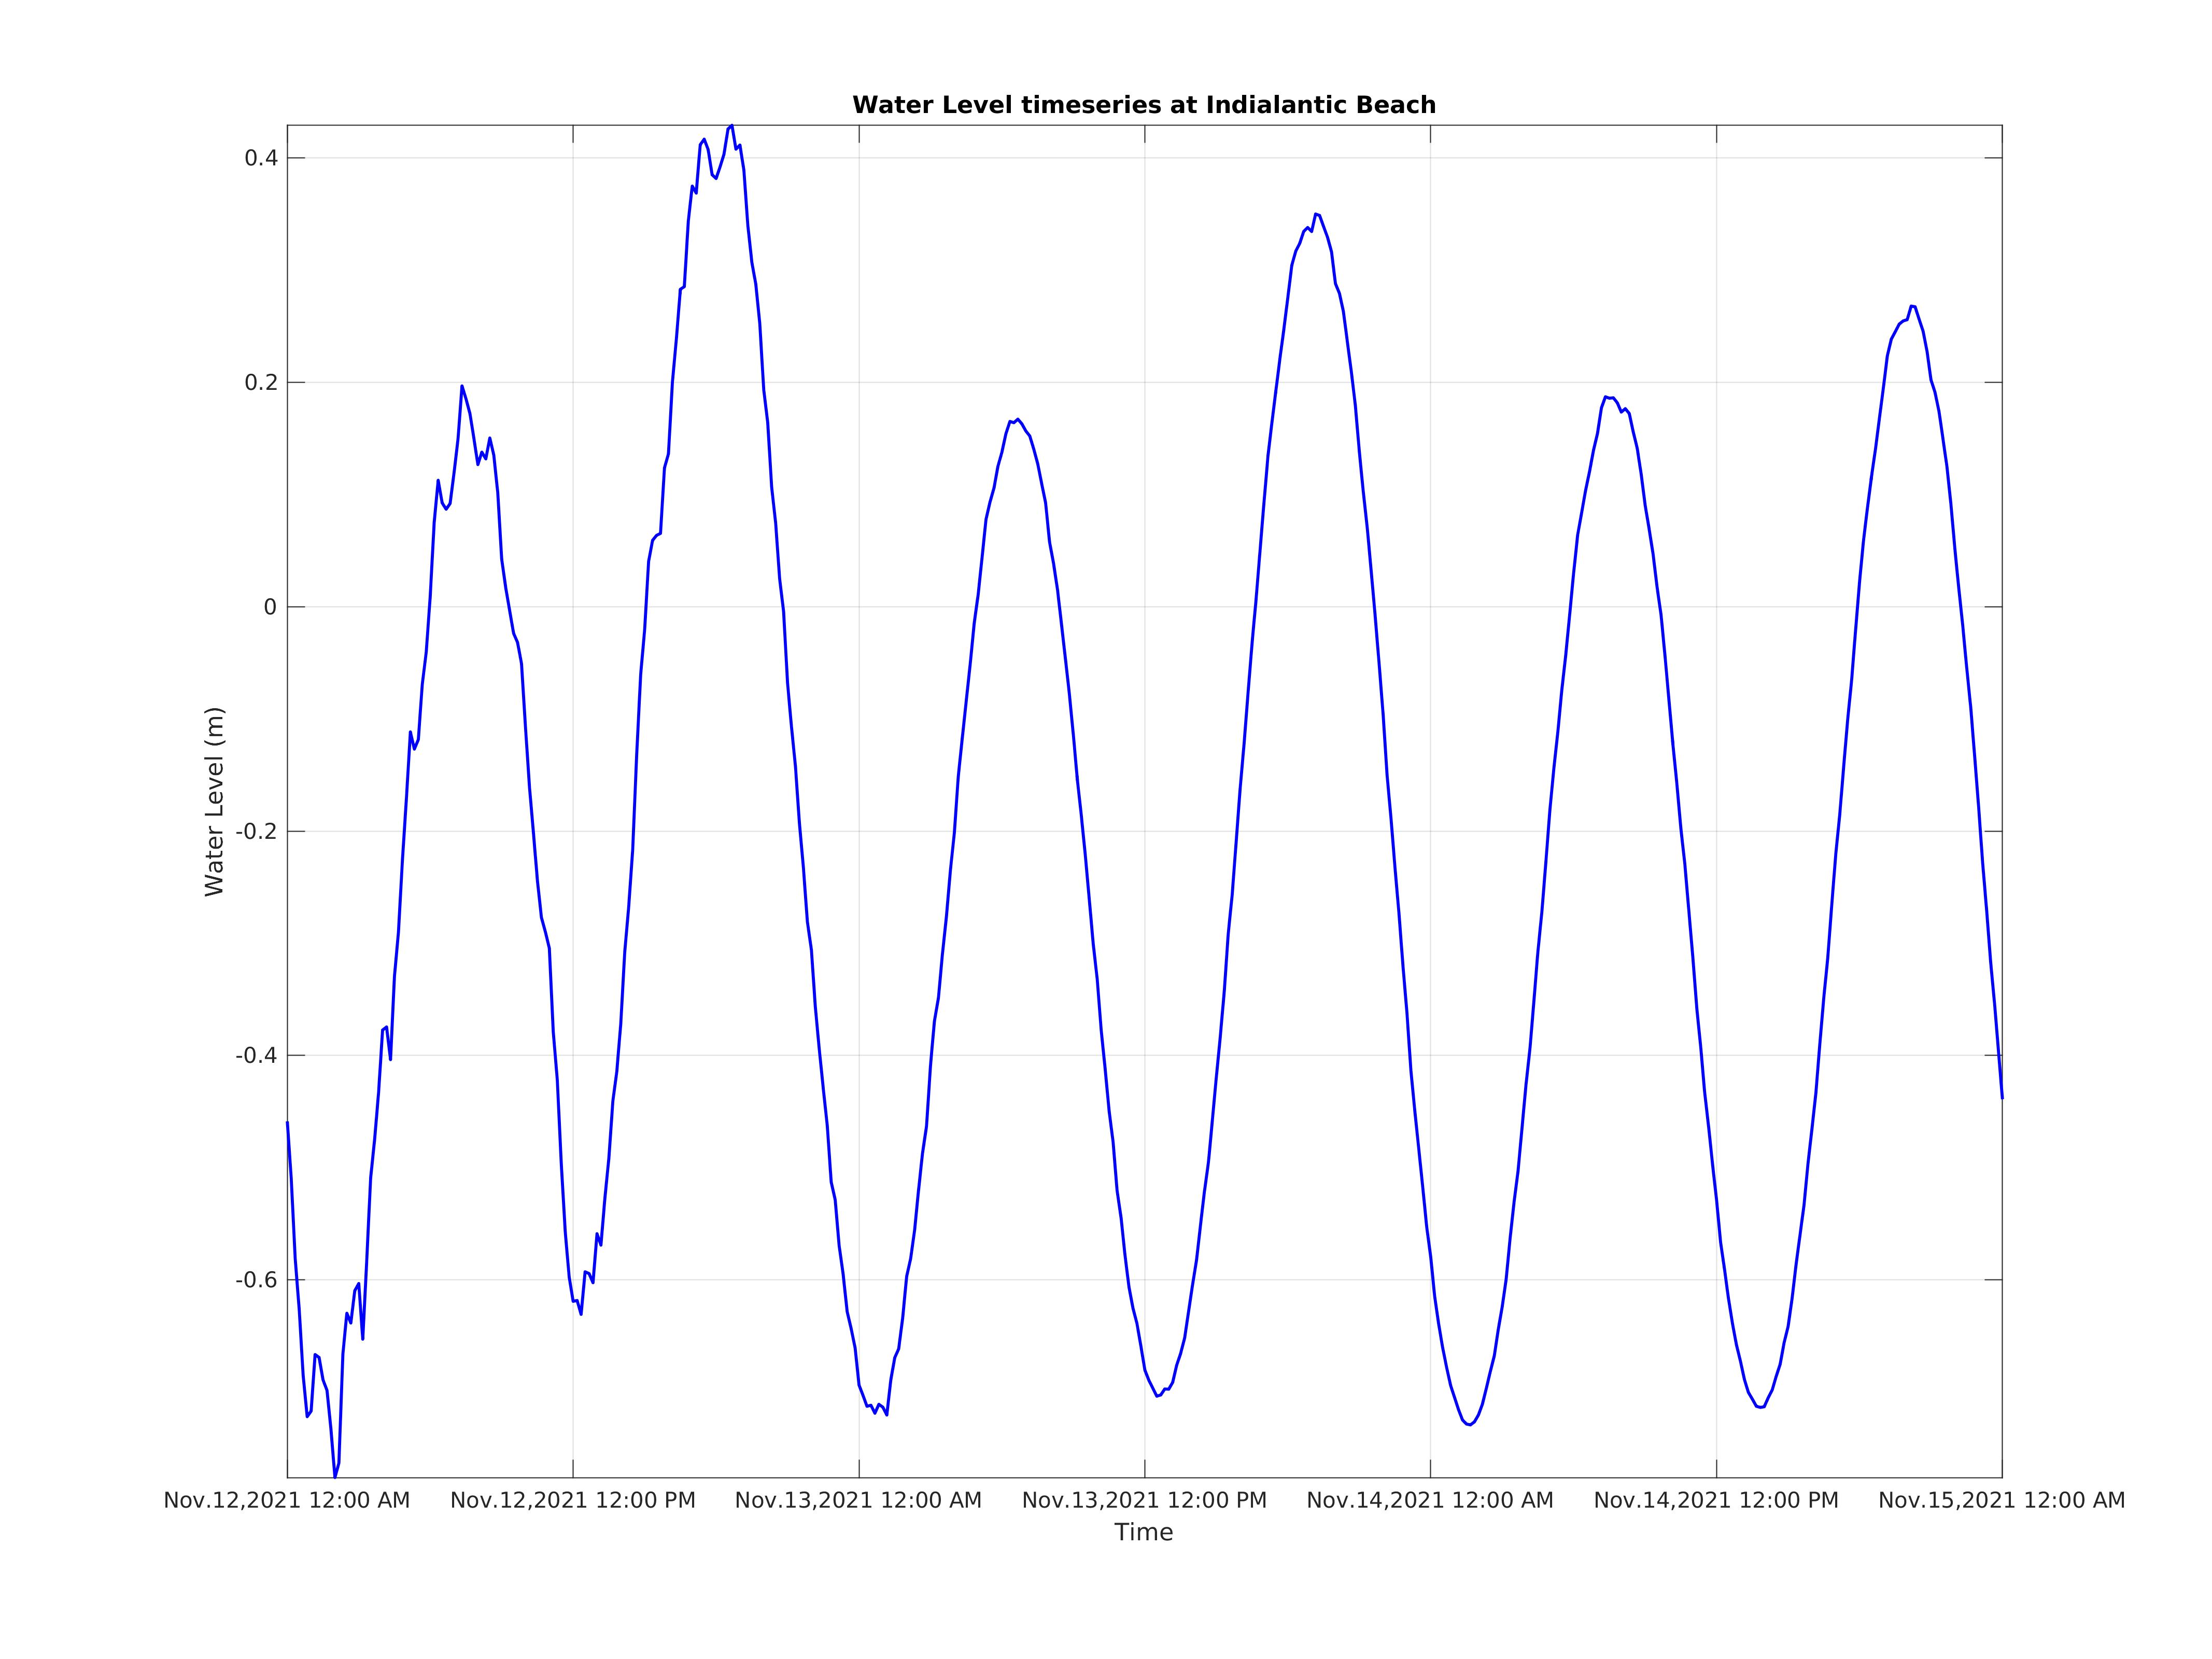 Water Level timeseries at Indialantic Beach
0.4
0.2
0
-0.2
-0.4
-0.6
Water Level (m)
Nov.12,2021 12:00 AM
Nov.12,2021 12:00 PM
Nov.13,2021 12:00 AM
Nov.13,2021 12:00 PM
Nov.14,2021 12:00 AM
Nov.14,2021 12:00 PM
Nov.15,2021 12:00 AM
Time